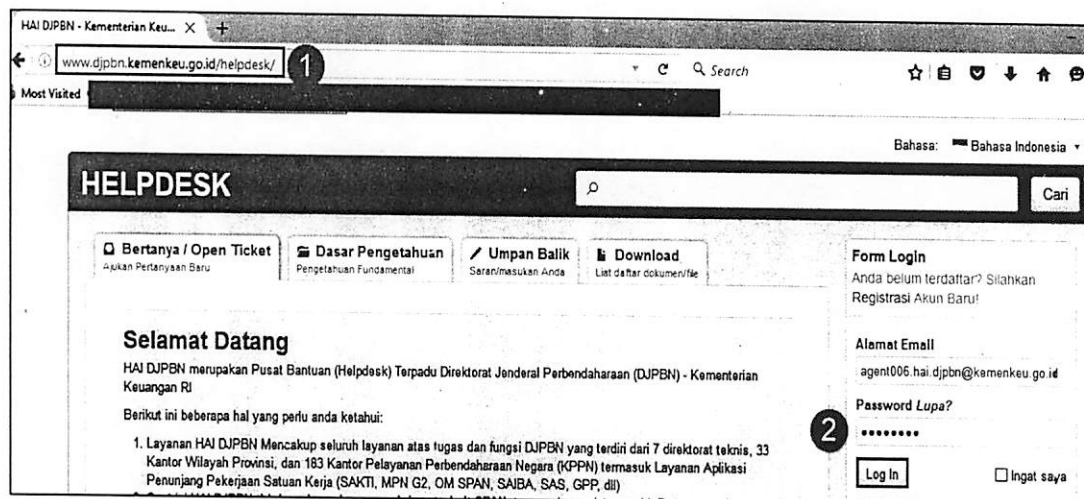 HAI DJPBN - Kementerian Keu... X +
www.djpbn.kemenkeu.go.id/helpdesk/ 1
Search
Most Visited
Bahasa: Bahasa Indonesia
HELPDESK
Cari
Bertanya / Open Ticket
Ajukan Pertanyaan Baru
Dasar Pengetahuan
Pengetahuan Fundamental
Umpan Balik
Saran/masukan Anda
Download
List daftar dokumen/file
Form Login
Anda belum terdaftar? Silahkan
Registrasi Akun Baru!
Selamat Datang
HAI DJPBN merupakan Pusat Bantuan (Helpdesk) Terpadu Direktorat Jenderal Perbendaharaan (DJPBN) - Kementerian
Keuangan RI
Berikut ini beberapa hal yang perlu anda ketahui:
1. Layanan HAI DJPBN Mencakup seluruh layanan atas tugas dan fungsi DJPBN yang terdiri dari 7 direktorat teknis, 33
Kantor Wilayah Provinsi, dan 183 Kantor Pelayanan Perbendaharaan Negara (KPPN) termasuk Layanan Aplikasi
Penunjang Pekerjaan Satuan Kerja (SAKTI, MPN G2, OM SPAN, SAIBA, SAS, GPP, dll)
Alamat Email
agent006.hai.djpbn@kemenkeu.go.id
Password Lupa?
2 ••••••••
Log In
Ingat saya